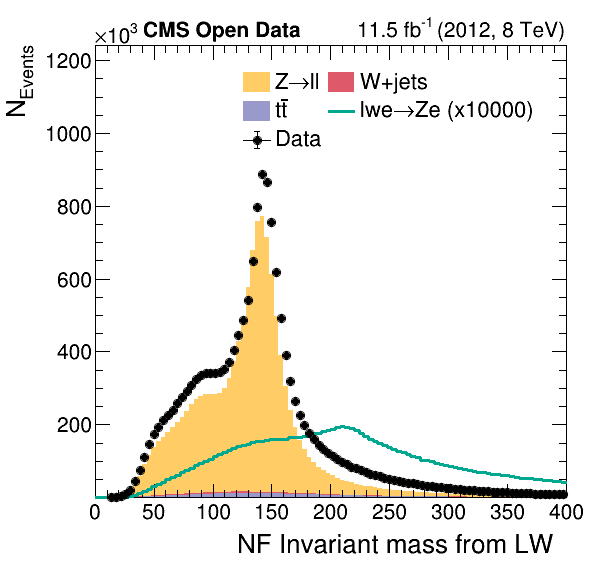 ×10³ CMS Open Data 11.5 fb⁻¹ (2012, 8 TeV)
N_Events
1200
1000
800
600
400
200
Z→ll W+jets
tt̄ lwe→Ze (x10000)
Data
0 50 100 150 200 250 300 350 400
NF Invariant mass from LW